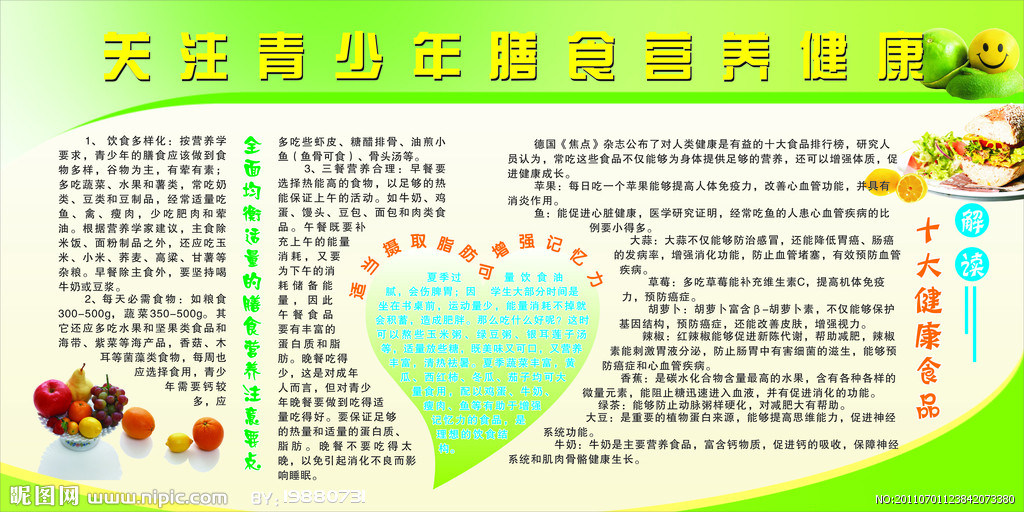 关注青少年膳食营养健康
1、 饮食多样化：按营养学
要求，青少年的膳食应该做到食
物多样，谷物为主，有荤有素；
多吃蔬菜、水果和薯类，常吃奶
类、豆类和豆制品，经常适量吃
鱼、禽、瘦肉，少吃肥肉和荤
油。根据营养学家建议，主食除
米饭、面粉制品之外，还应吃玉
米、小米、荞麦、高粱、甘薯等
杂粮。早餐除主食外，要坚持喝
牛奶或豆浆。
2、每天必需食物：如粮食
300-500g，蔬菜350-500g。其
它还应多吃水果和坚果类食品和
海带、紫菜等海产品，香菇、木
耳等菌藻类食物，每周也
应选择食用，青少
年需要钙较
多，应
全面均衡适量的膳食营养注意要点
多吃些虾皮、糖醋排骨、油煎小
鱼（鱼骨可食）、骨头汤等。
3、三餐营养合理：早餐要
选择热能高的食物，以足够的热
能保证上午的活动。如牛奶、鸡
蛋、馒头、豆包、面包和肉类食
品。午餐既要补
充上午的能量
消耗，又要
为下午的消
耗储备能
量，因此
午餐食品
要有丰富的
蛋白质和脂
肪。晚餐吃得
少，这是对成年
人而言，但对青少
年晚餐要做到吃得适
量吃得好。要保证足够
的热量和适量的蛋白质、
脂肪。晚餐不要吃得太
晚，以免引起消化不良而影
响睡眠。
适当摄取脂肪可增强记忆力
夏季过 量饮食油
腻，会伤脾胃；因 学生大部分时间是
坐在书桌前，运动量少，能量消耗不掉就
会积蓄，造成肥胖。那么吃什么好呢？这时
可以熬些玉米粥、绿豆粥、银耳莲子汤
等，适量放些糖，既美味又可口，又营养
丰富，清热祛暑。夏季蔬菜丰富，黄
瓜、西红柿、冬瓜、茄子均可大
量食用，配以鸡蛋、牛奶、
瘦肉、鱼等有助于增强
记忆力的食品，是
理想的饮食结
构。
德国《焦点》杂志公布了对人类健康是有益的十大食品排行榜，研究人
员认为，常吃这些食品不仅能够为身体提供足够的营养，还可以增强体质，促
进健康成长。
苹果：每日吃一个苹果能够提高人体免疫力，改善心血管功能，并具有
消炎作用。
鱼：能促进心脏健康，医学研究证明，经常吃鱼的人患心血管疾病的比
例要小得多。
大蒜：大蒜不仅能够防治感冒，还能降低胃癌、肠癌
的发病率，增强消化功能，防止血管堵塞，有效预防血管
疾病。
草莓：多吃草莓能补充维生素C，提高机体免疫
力，预防癌症。
胡萝卜：胡萝卜富含β-胡萝卜素，不仅能够保护
基因结构，预防癌症，还能改善皮肤，增强视力。
辣椒：红辣椒能够促进新陈代谢，帮助减肥，辣椒
素能刺激胃液分泌，防止肠胃中有害细菌的滋生，能够预
防癌症和心血管疾病。
香蕉：是碳水化合物含量最高的水果，含有各种各样的
微量元素，能阻止糖迅速进入血液，并有促进消化的功能。
绿茶：能够防止动脉粥样硬化，对减肥大有帮助。
大豆：是重要的植物蛋白来源，能够提高思维能力，促进神经
系统功能。
牛奶：牛奶是主要营养食品，富含钙物质，促进钙的吸收，保障神经
系统和肌肉骨骼健康生长。
解读
十大健康食品
昵图网 www.nipic.com BY:19880731
NO:20110701123842073380